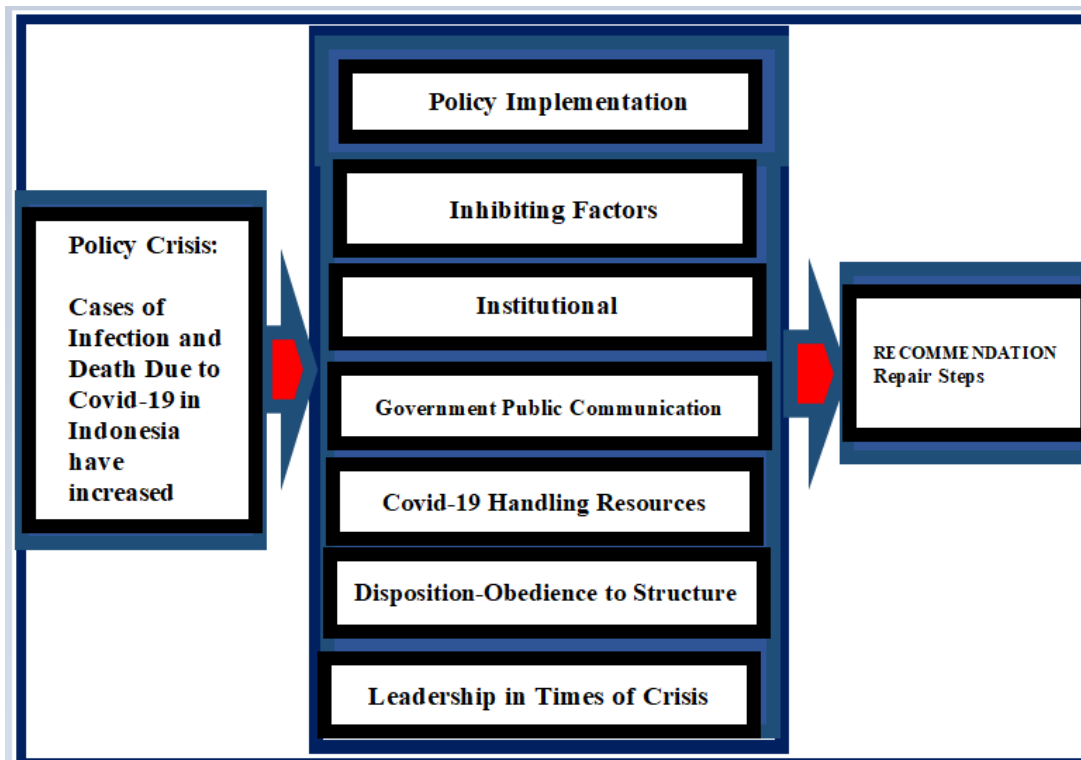 Policy Crisis:
Cases of
Infection and
Death Due to
Covid-19 in
Indonesia
have
increased
Policy Implementation
Inhibiting Factors
Institutional
Government Public Communication
Covid-19 Handling Resources
Disposition-Obedience to Structure
Leadership in Times of Crisis
RECOMMENDATION
Repair Steps